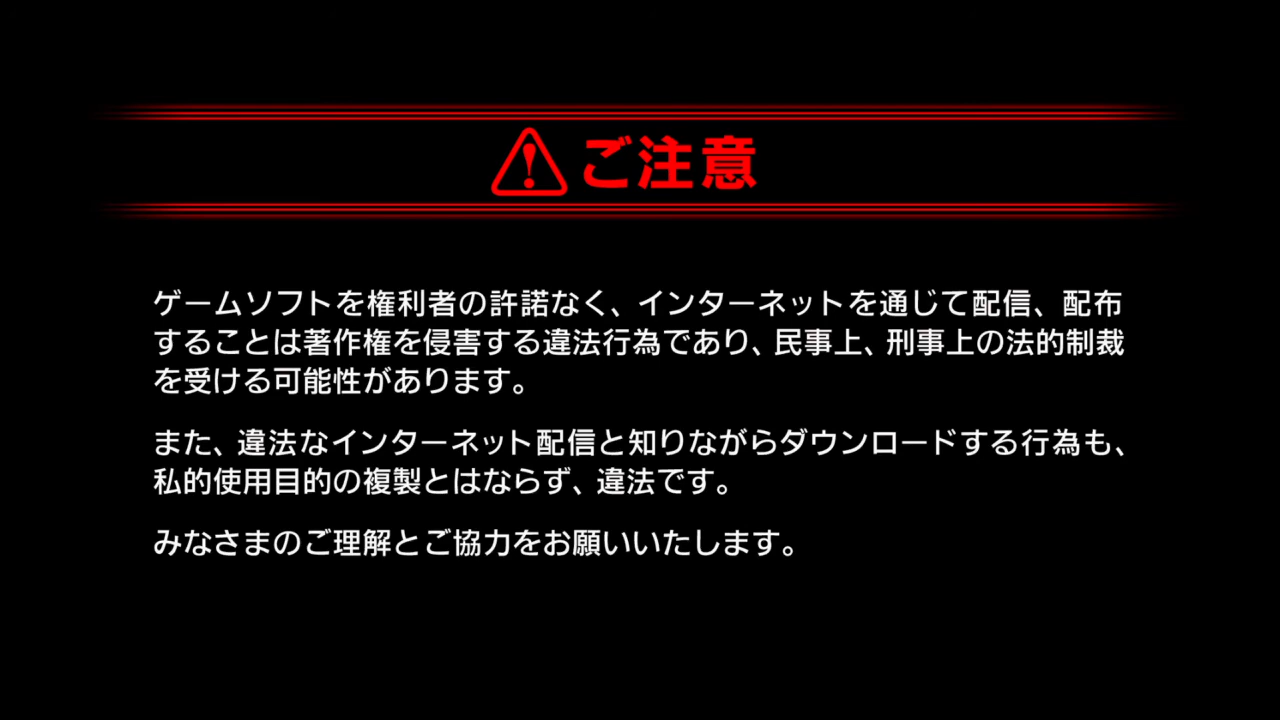 ご注意
ゲームソフトを権利者の許諾なく、インターネットを通じて配信、配布
することは著作権を侵害する違法行為であり、民事上、刑事上の法的制裁
を受ける可能性があります。
また、違法なインターネット配信と知りながらダウンロードする行為も、
私的使用目的の複製とはならず、違法です。
みなさまのご理解とご協力をお願いいたします。